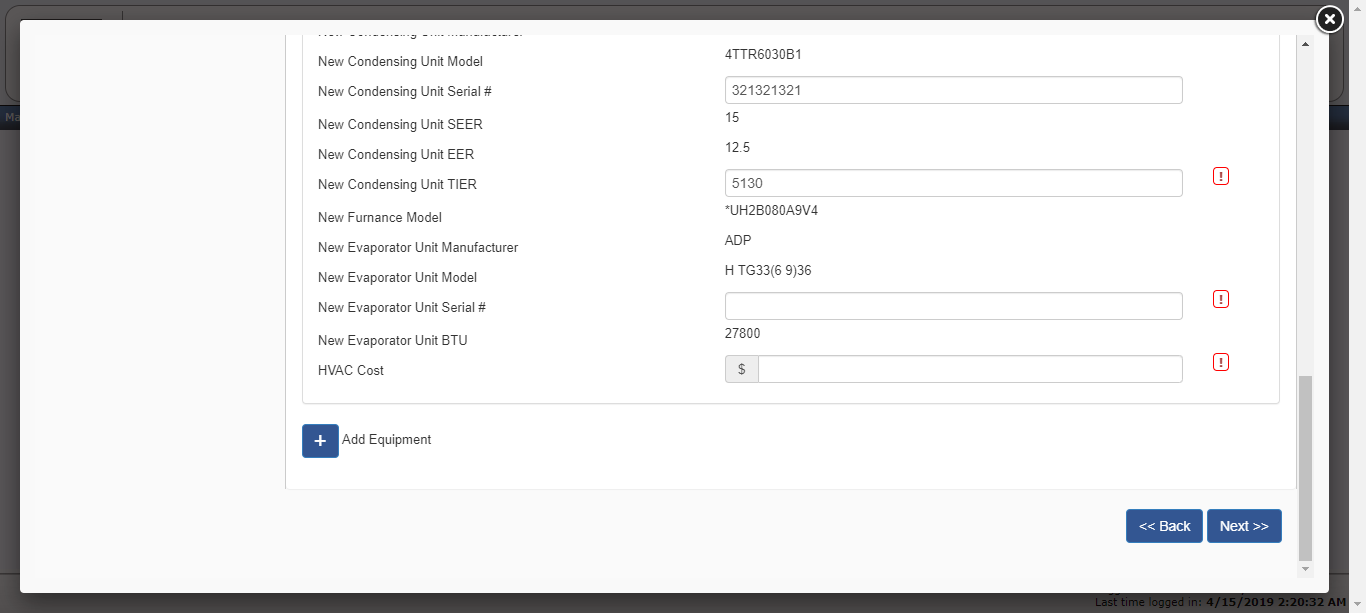 New Condensing Unit Manufacturer
New Condensing Unit Model 4TTR6030B1
New Condensing Unit Serial # 321321321
New Condensing Unit SEER 15
New Condensing Unit EER 12.5
New Condensing Unit TIER 5130 !
New Furnance Model *UH2B080A9V4
New Evaporator Unit Manufacturer ADP
New Evaporator Unit Model H TG33(6 9)36
New Evaporator Unit Serial # !
New Evaporator Unit BTU 27800
HVAC Cost $ !
+ Add Equipment
<< Back Next >>
Last time logged in: 4/15/2019 2:20:32 AM